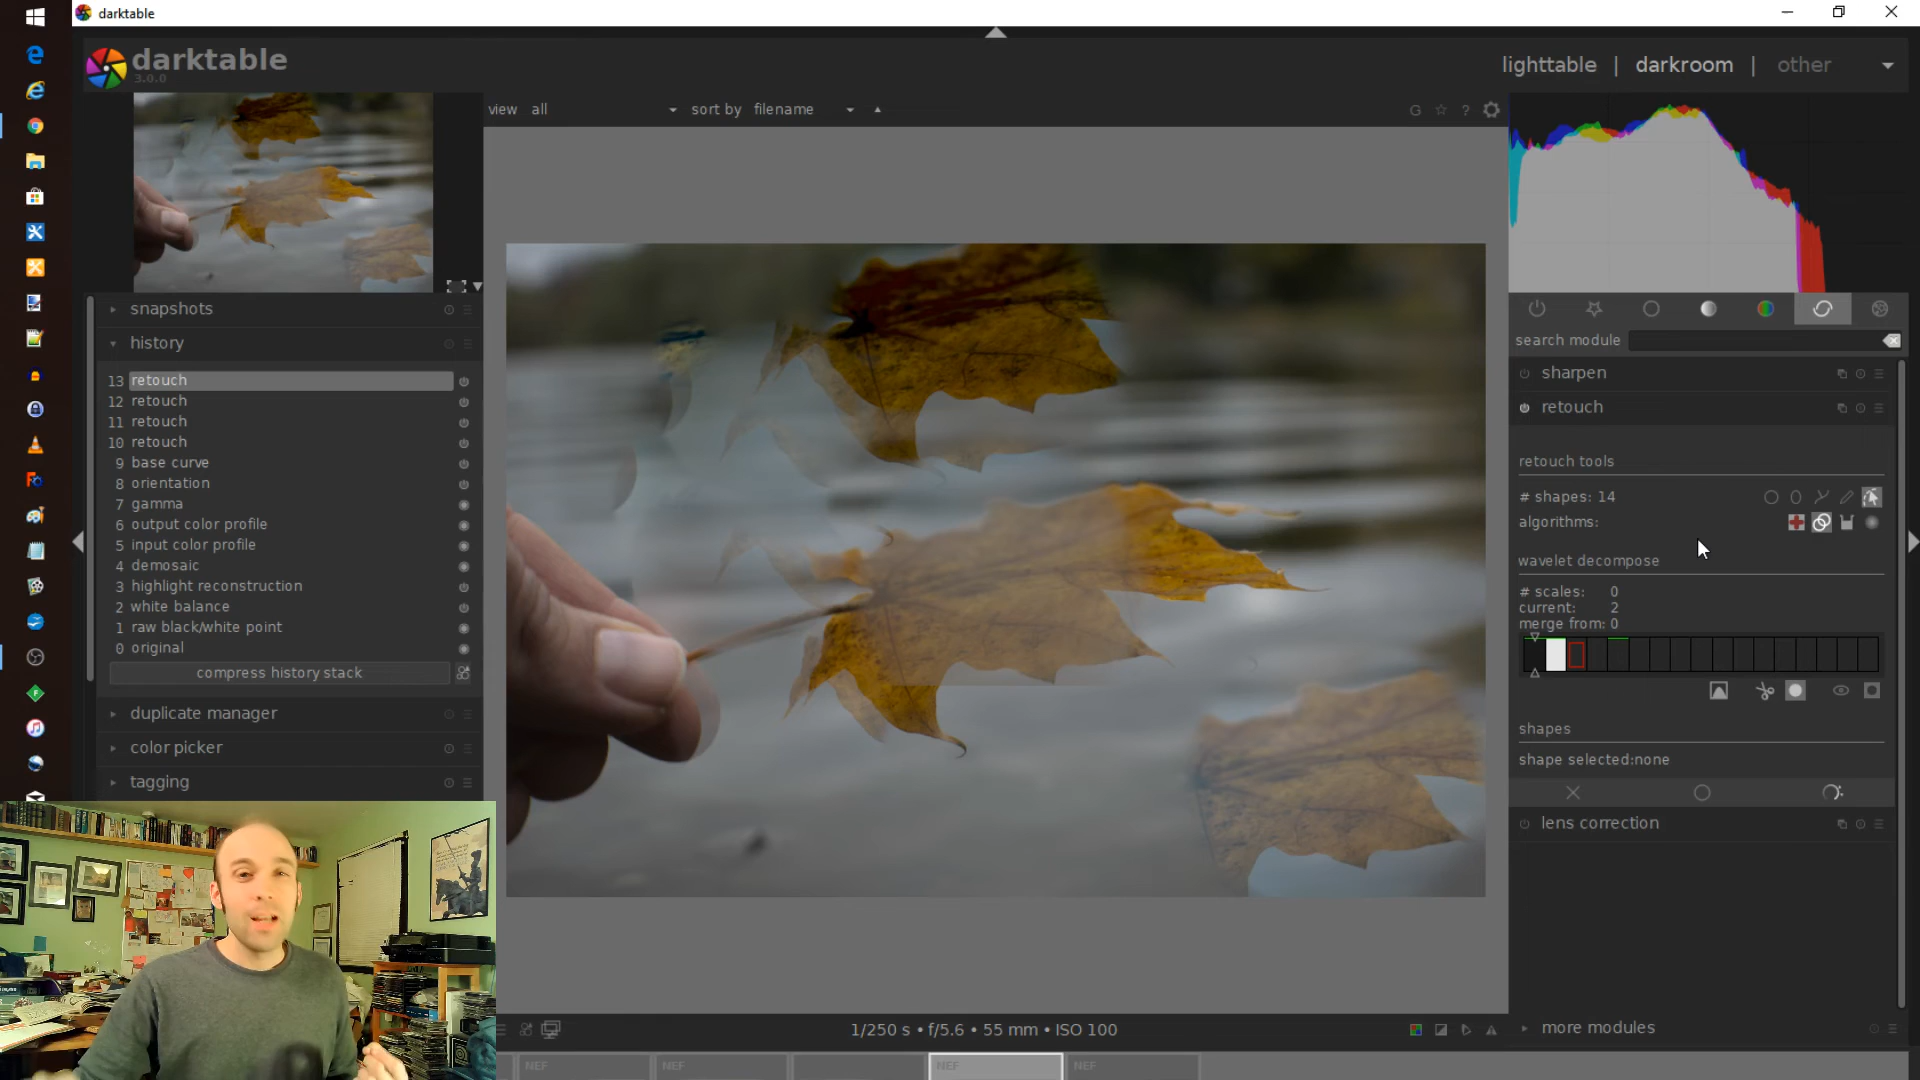 darktable
darktable
3.0.0
lighttable | darkroom | other
view all sort by filename
G ☆ ?
snapshots
history
13 retouch
12 retouch
11 retouch
10 retouch
9 base curve
8 orientation
7 gamma
6 output color profile
5 input color profile
4 demosaic
3 highlight reconstruction
2 white balance
1 raw black/white point
0 original
compress history stack
duplicate manager
color picker
tagging
search module
sharpen
retouch
retouch tools
# shapes: 14
algorithms:
wavelet decompose
# scales: 0
current: 2
merge from: 0
shapes
shape selected:none
lens correction
more modules
1/250 s • f/5.6 • 55 mm • ISO 100
NEF NEF NEF NEF